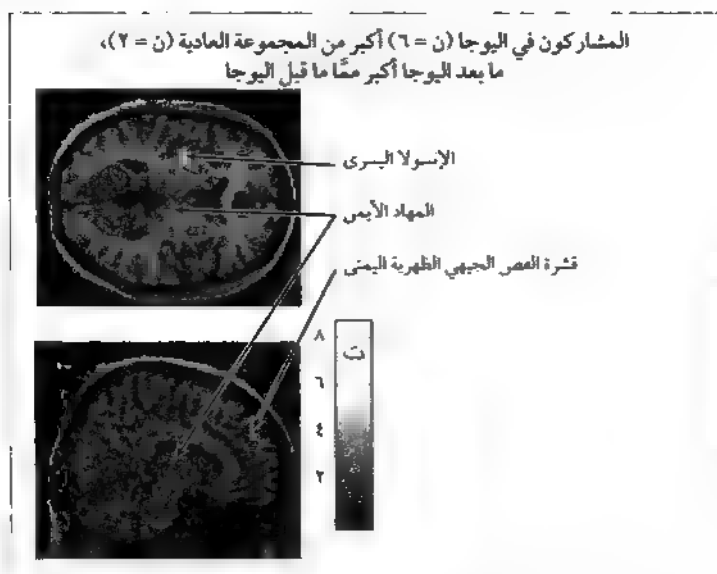 المشاركون في اليوجا (ن = ٦) أكبر من المجموعة العادية (ن = ٢)،
ما بعد اليوجا أكبر ممَّا ما قبل اليوجا
الإنسولا اليسرى
المهاد الأيمن
قشرة الفص الجبهي الظهرية اليمنى
٨
ت
٦
٤
٢